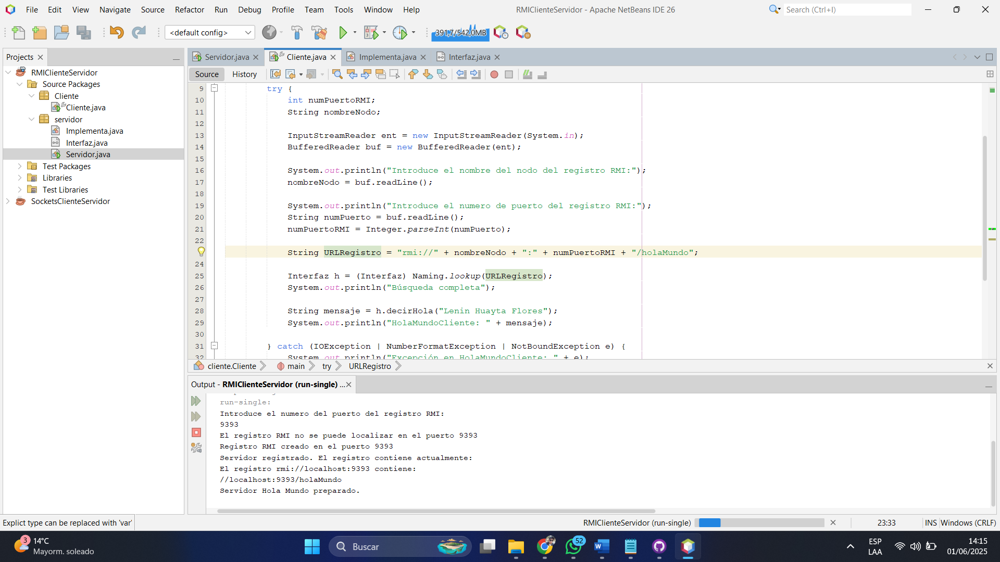 File Edit View Navigate Source Refactor Run Debug Profile Team Tools Window Help
RMIClienteServidor - Apache NetBeans IDE 26
Search (Ctrl+I)
<default config>
391,7/542,0MB
Projects
RMIClienteServidor
Source Packages
Cliente
Cliente.java
servidor
Implementa.java
Interfaz.java
Servidor.java
Test Packages
Libraries
Test Libraries
SocketsClienteServidor
Servidor.java Cliente.java Implementa.java Interfaz.java
Source History
9 try {
10 int numPuertoRMI;
11 String nombreNodo;
12
13 InputStreamReader ent = new InputStreamReader(System.in);
14 BufferedReader buf = new BufferedReader(ent);
15
16 System.out.println("Introduce el nombre del nodo del registro RMI:");
17 nombreNodo = buf.readLine();
18
19 System.out.println("Introduce el numero de puerto del registro RMI:");
20 String numPuerto = buf.readLine();
21 numPuertoRMI = Integer.parseInt(numPuerto);
22
String URLRegistro = "rmi://" + nombreNodo + ":" + numPuertoRMI + "/holaMundo";
24
25 Interfaz h = (Interfaz) Naming.lookup(URLRegistro);
26 System.out.println("Búsqueda completa");
27
28 String mensaje = h.decirHola("Lenin Huayta Flores");
29 System.out.println("HolaMundoCliente: " + mensaje);
30
31 } catch (IOException | NumberFormatException | NotBoundException e) {
32 System.out.println("Excepción en HolaMundoCliente: " + e);
cliente.Cliente main try URLRegistro
Output - RMIClienteServidor (run-single) ...
run-single:
Introduce el numero del puerto del registro RMI:
9393
El registro RMI no se puede localizar en el puerto 9393
Registro RMI creado en el puerto 9393
Servidor registrado. El registro contiene actualmente:
El registro rmi://localhost:9393 contiene:
//localhost:9393/holaMundo
Servidor Hola Mundo preparado.
Explict type can be replaced with 'var'
RMIClienteServidor (run-single)
23:33
INS Windows (CRLF)
3
14°C
Mayorm. soleado
Buscar
52
ESP
LAA
14:15
01/06/2025